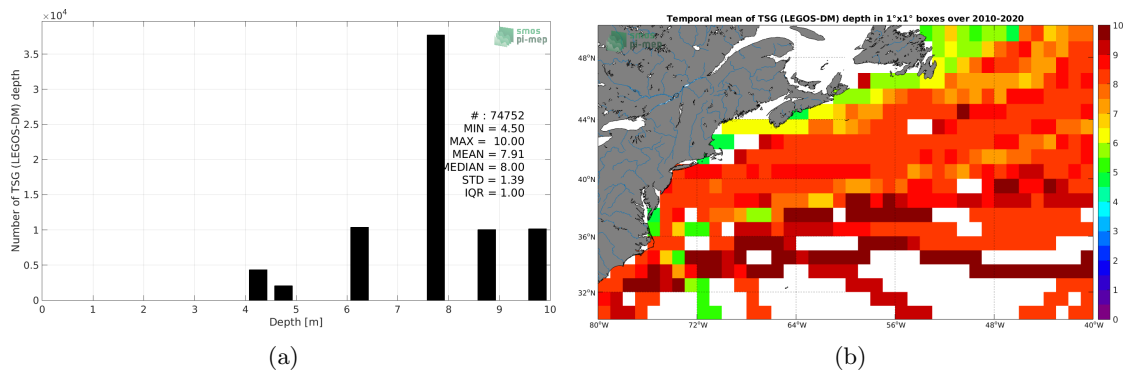 ×10⁴
smos
pi-mep
3.5
3
2.5
2
1.5
1
0.5
0
Number of TSG (LEGOS-DM) depth
# : 74752
MIN = 4.50
MAX = 10.00
MEAN = 7.91
MEDIAN = 8.00
STD = 1.39
IQR = 1.00
0 1 2 3 4 5 6 7 8 9 10
Depth [m]
(a)
Temporal mean of TSG (LEGOS-DM) depth in 1°x1° boxes over 2010-2020
smos
pi-mep
48°N
44°N
40°N
36°N
32°N
80°W 72°W 64°W 56°W 48°W 40°W
10
9
8
7
6
5
4
3
2
1
0
(b)